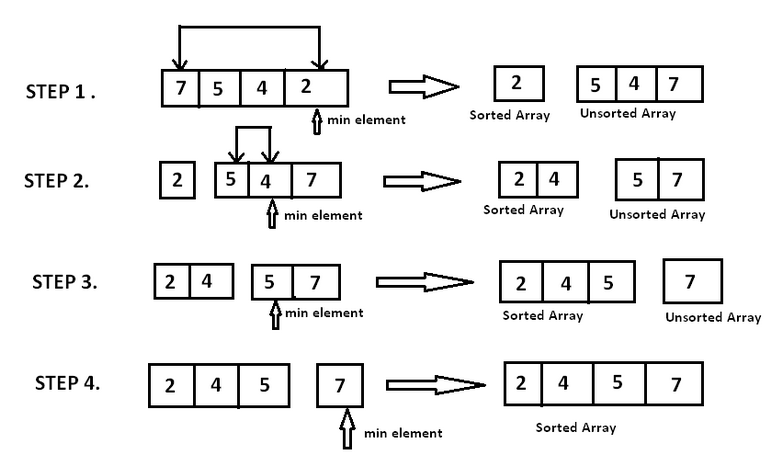 STEP 1 .
7 5 4 2
2
5 4 7
min element
Sorted Array
Unsorted Array
STEP 2.
2
5 4 7
2 4
5 7
min element
Sorted Array
Unsorted Array
STEP 3.
2 4
5 7
2 4 5
7
min element
Sorted Array
Unsorted Array
STEP 4.
2 4 5
7
2 4 5 7
min element
Sorted Array